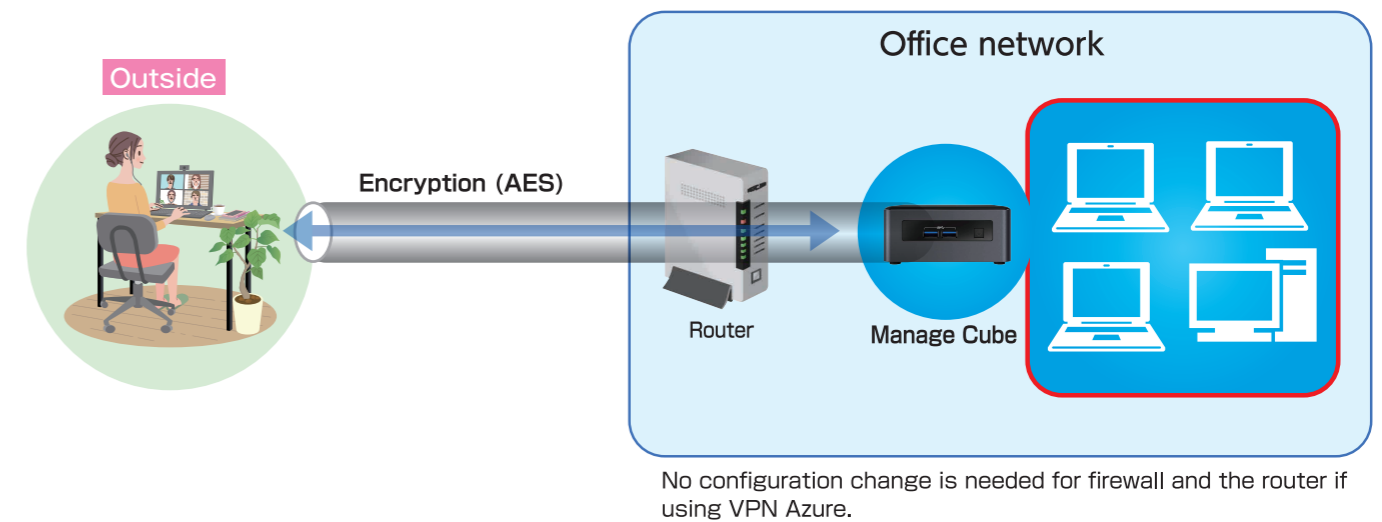 Office network
Outside
Encryption (AES)
Router
Manage Cube
No configuration change is needed for firewall and the router if
using VPN Azure.